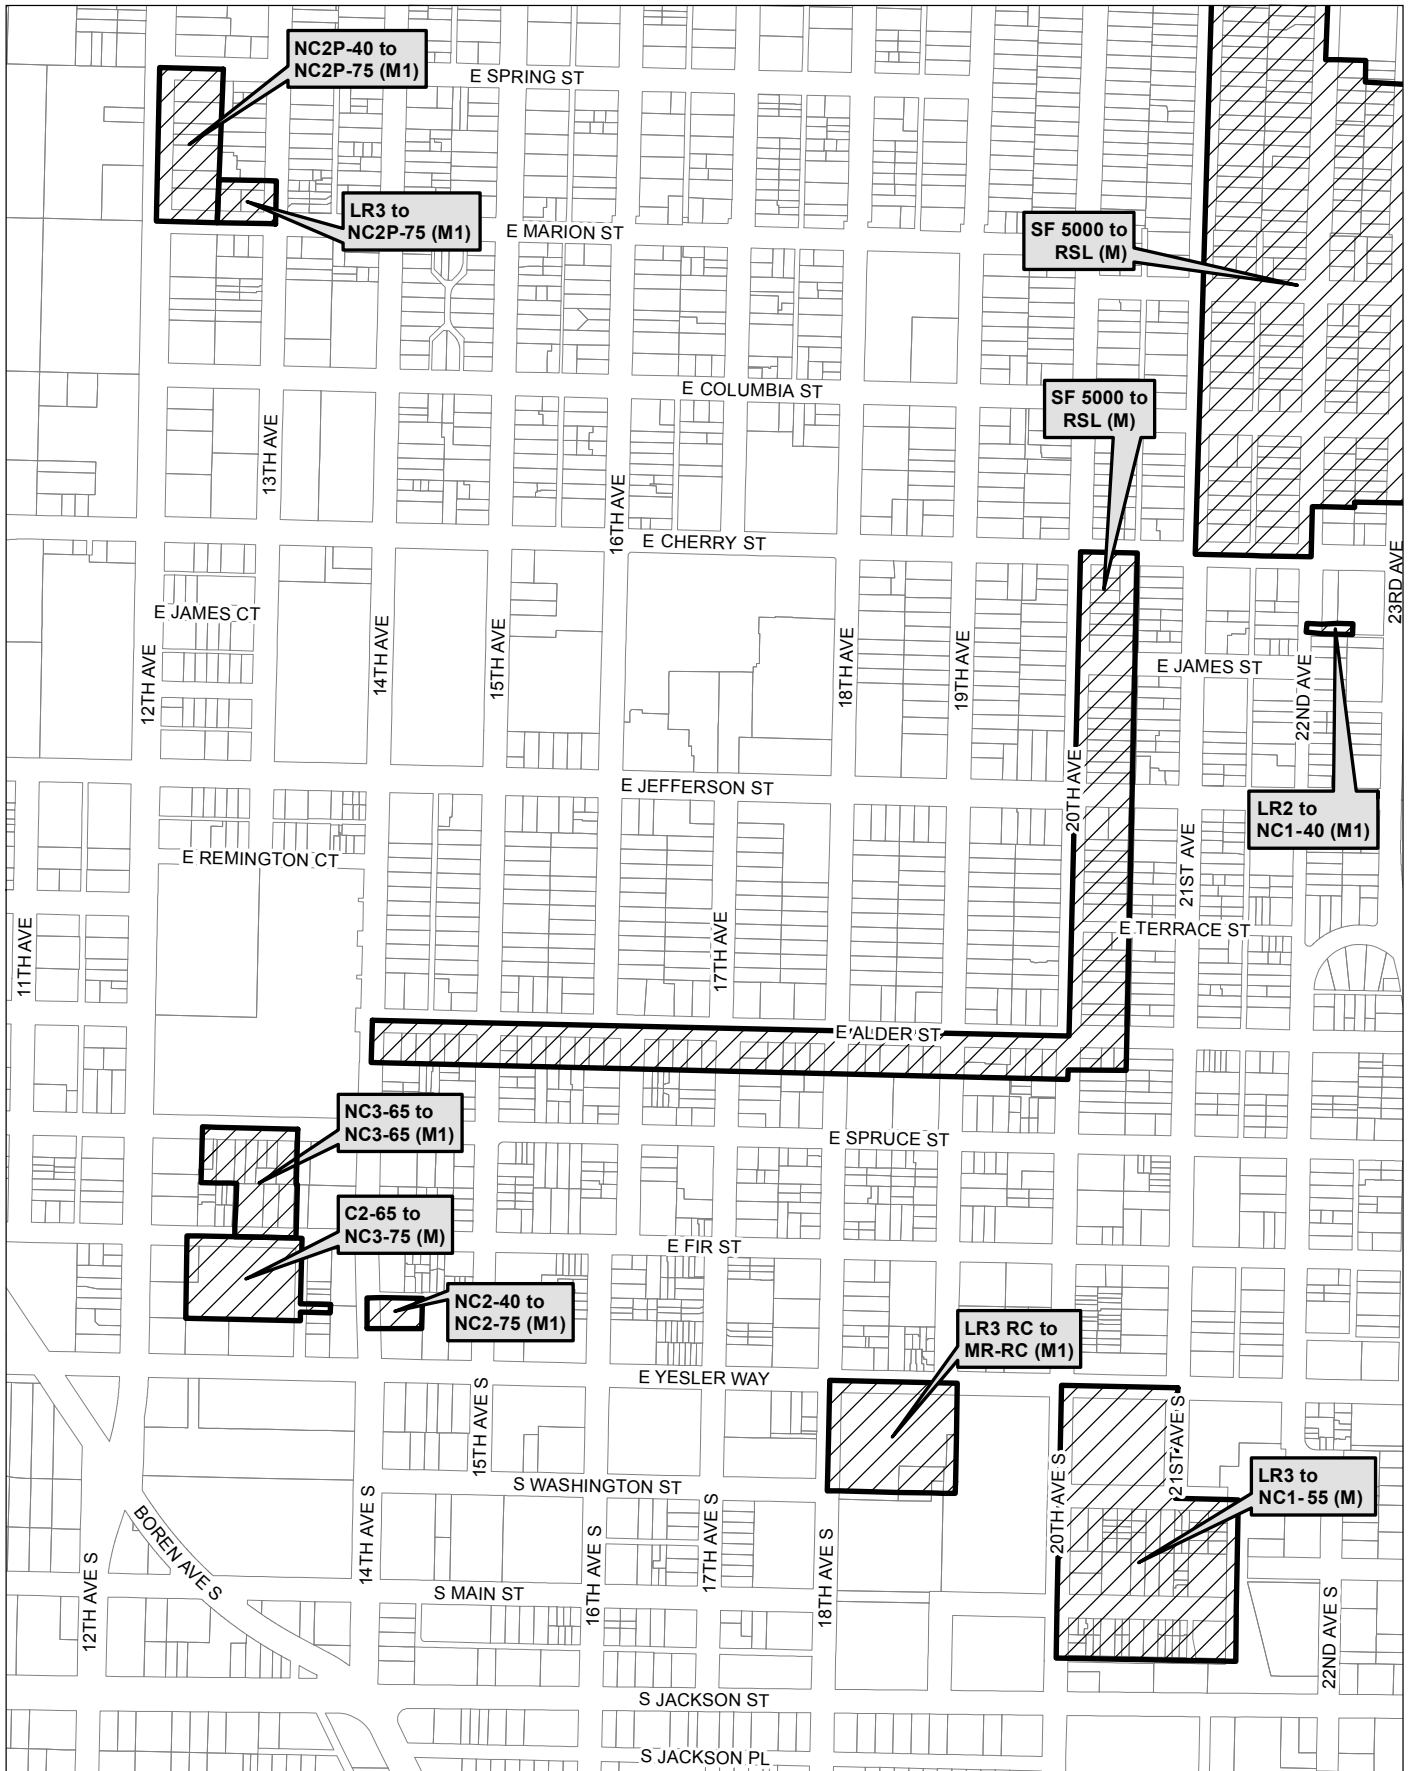 NC2P-40 to
NC2P-75 (M1)
E SPRING ST
LR3 to
NC2P-75 (M1)
E MARION ST
SF 5000 to
RSL (M)
E COLUMBIA ST
SF 5000 to
RSL (M)
13TH AVE
16TH AVE
E CHERRY ST
23RD AVE
E JAMES CT
12TH AVE
14TH AVE
15TH AVE
18TH AVE
19TH AVE
E JAMES ST
22ND AVE
20TH AVE
E JEFFERSON ST
LR2 to
NC1-40 (M1)
E REMINGTON CT
21ST AVE
11TH AVE
17TH AVE
E TERRACE ST
E ALDER ST
NC3-65 to
NC3-65 (M1)
E SPRUCE ST
C2-65 to
NC3-75 (M)
E FIR ST
NC2-40 to
NC2-75 (M1)
LR3 RC to
MR-RC (M1)
E YESLER WAY
15TH AVE S
21ST AVE S
20TH AVE S
LR3 to
NC1-55 (M)
S WASHINGTON ST
BOREN AVE S
14TH AVE S
17TH AVE S
16TH AVE S
18TH AVE S
12TH AVE S
S MAIN ST
22ND AVE S
S JACKSON ST
S JACKSON PL